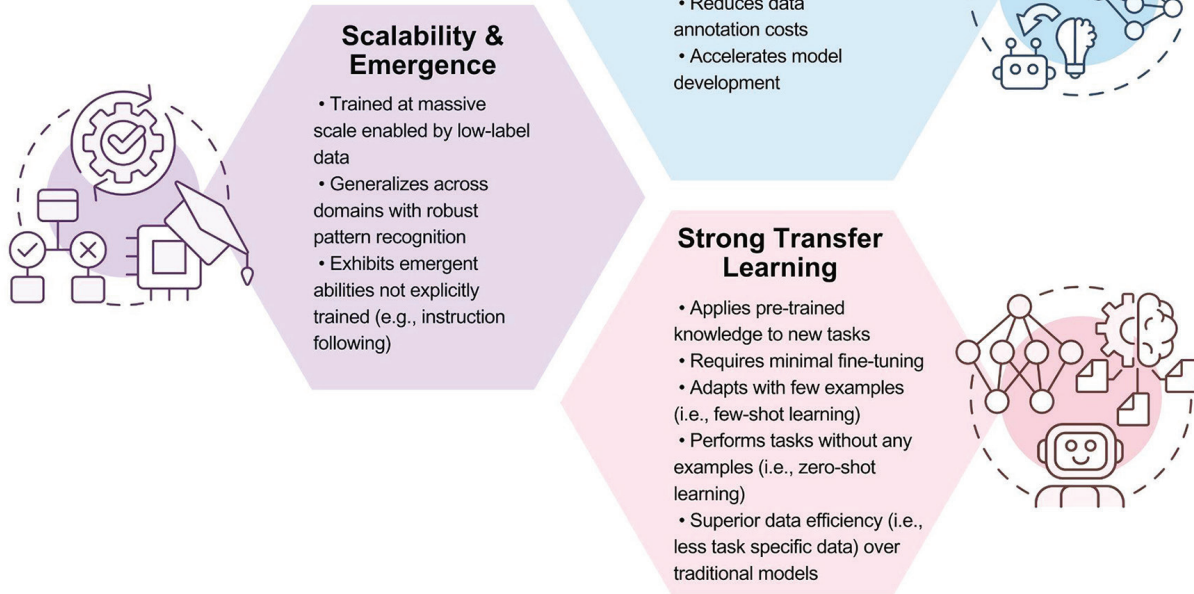 Scalability &
Emergence
• Trained at massive
scale enabled by low-label
data
• Generalizes across
domains with robust
pattern recognition
• Exhibits emergent
abilities not explicitly
trained (e.g., instruction
following)
• Reduces data
annotation costs
• Accelerates model
development
Strong Transfer
Learning
• Applies pre-trained
knowledge to new tasks
• Requires minimal fine-tuning
• Adapts with few examples
(i.e., few-shot learning)
• Performs tasks without any
examples (i.e., zero-shot
learning)
• Superior data efficiency (i.e.,
less task specific data) over
traditional models